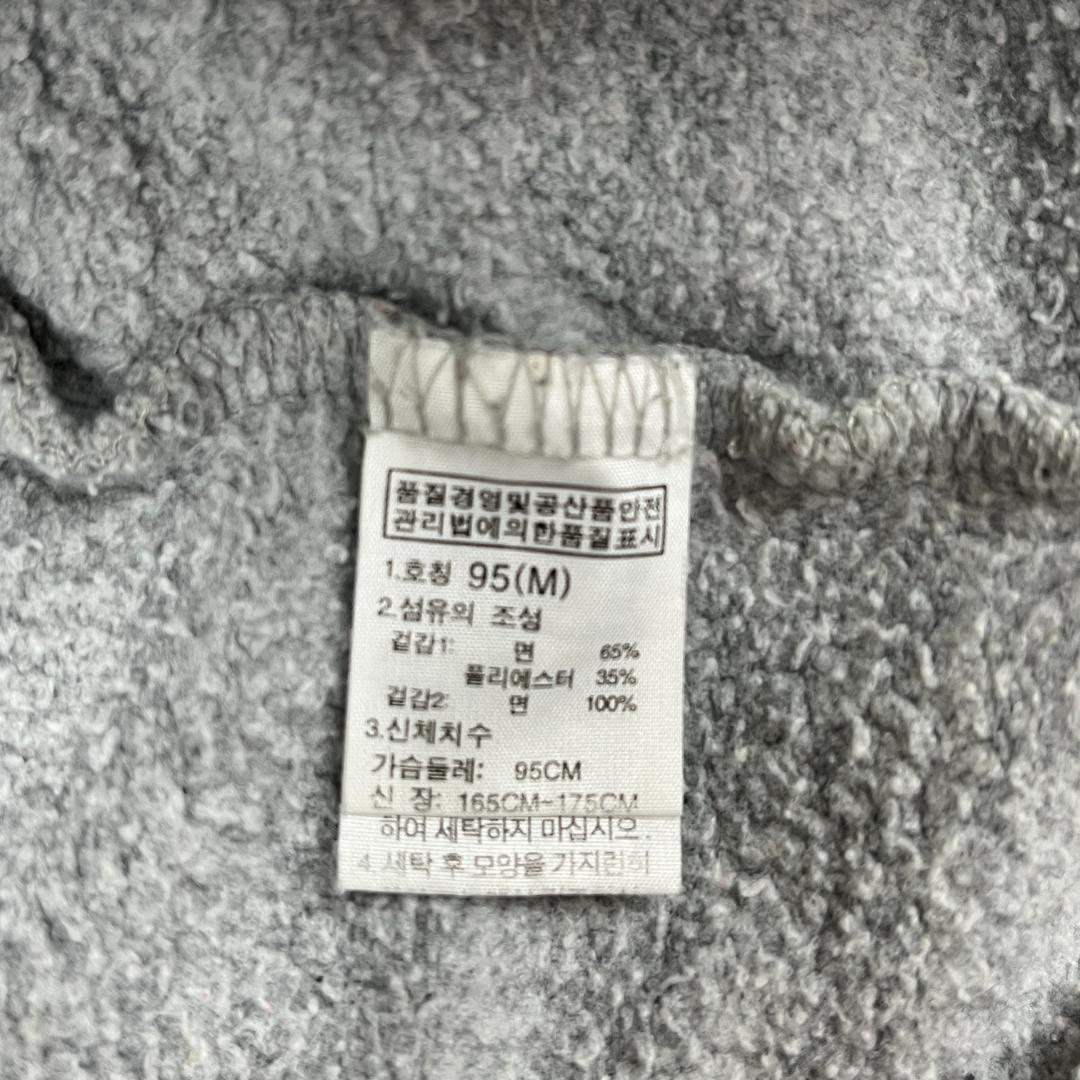 품질경영및공산품안전
관리법에의한품질표시
1.호칭 95(M)
2.섬유의 조성
겉감1: 면 65%
폴리에스터 35%
겉감2: 면 100%
3.신체치수
가슴둘레: 95CM
신 장: 165CM~175CM
하여 세탁하지 마십시오.
4. 세탁 후 모양을 가지런히